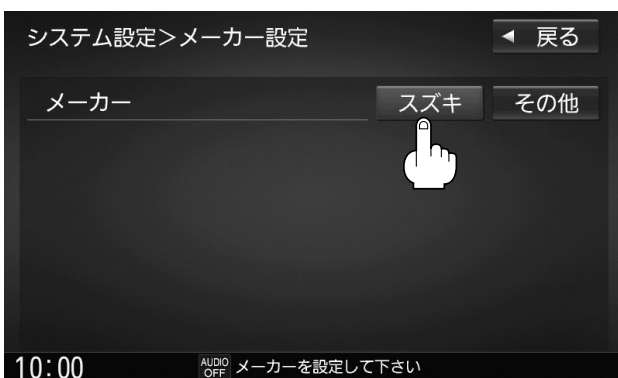 システム設定＞メーカー設定
◀ 戻る
メーカー
スズキ
その他
10:00
AUDIO
OFF
メーカーを設定して下さい